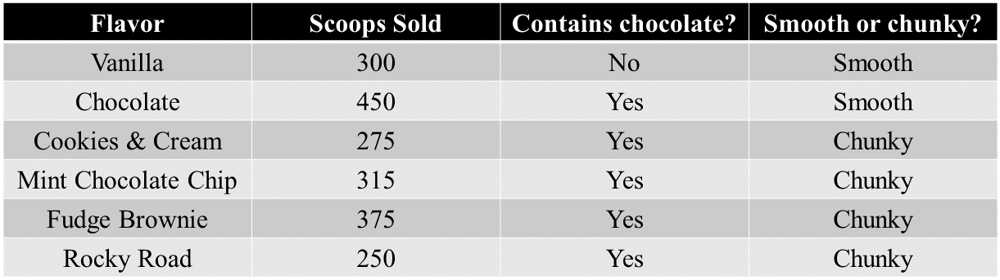 Flavor Scoops Sold Contains chocolate? Smooth or chunky?
Vanilla 300 No Smooth
Chocolate 450 Yes Smooth
Cookies & Cream 275 Yes Chunky
Mint Chocolate Chip 315 Yes Chunky
Fudge Brownie 375 Yes Chunky
Rocky Road 250 Yes Chunky